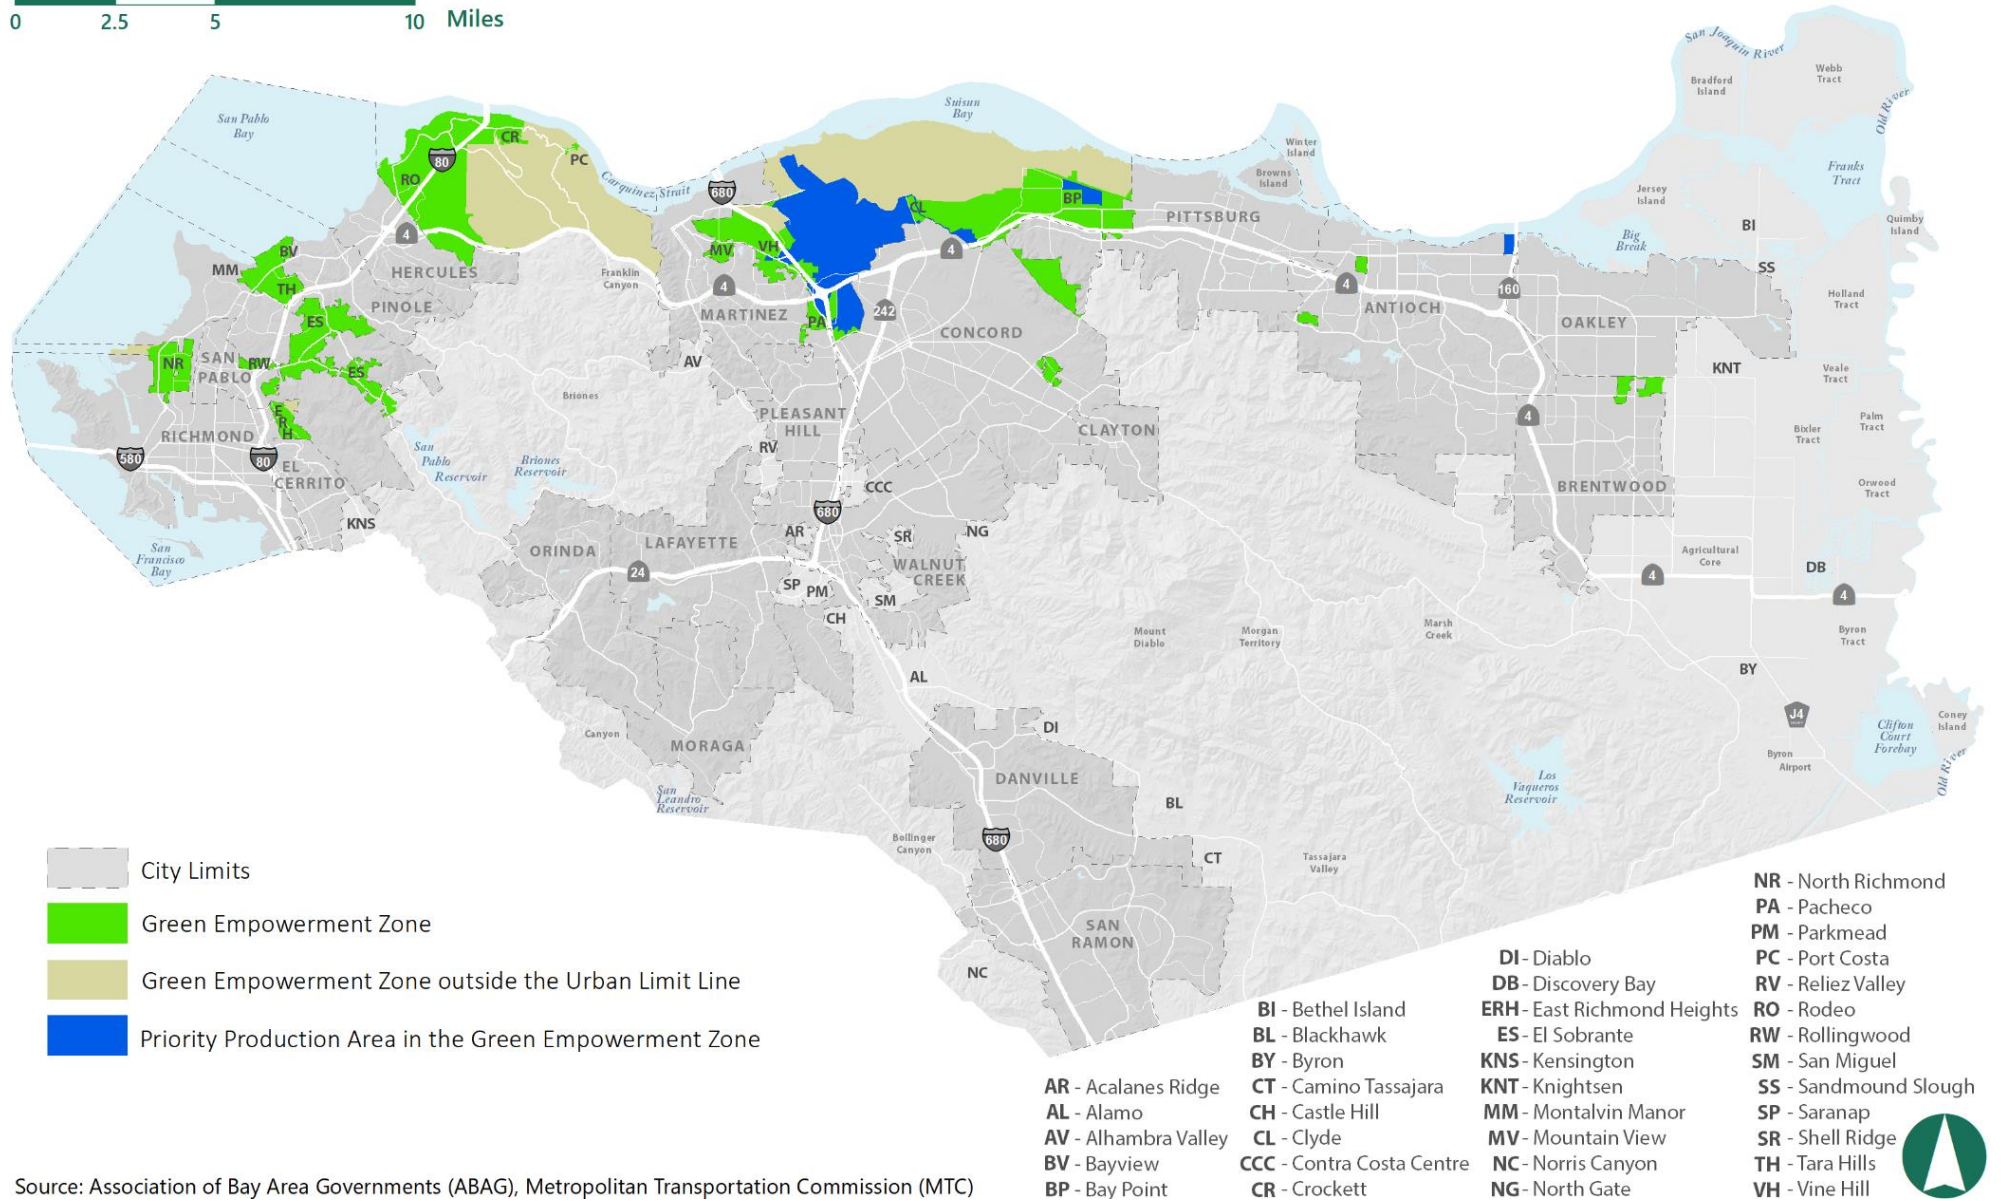 0 2.5 5 10 Miles
San Joaquin River
Webb
Tract
Bradford
Island
Old River
San Pablo
Bay
Suisun
Bay
CR
80
PC
RO
Carquinez Strait
680
Winter
Island
Browns
Island
Franks
Tract
Jersey
Island
BP
CL
PITTSBURG
BI
Quimby
Island
Big
Break
4
BV
MM
HERCULES
TH
MV
VH
4
Franklin
Canyon
4
SS
4
160
Holland
Tract
PINOLE
ES
MARTINEZ
PA
242
CONCORD
ANTIOCH
OAKLEY
NR
SAN
PABLO
RW
ES
AV
KNT
Veale
Tract
Briones
E
R
H
PLEASANT
HILL
CLAYTON
4
Palm
Tract
Bixler
Tract
RICHMOND
580
80
EL
CERRITO
San
Pablo
Reservoir
Briones
Reservoir
RV
CCC
BRENTWOOD
Orwood
Tract
KNS
680
AR
SR
NG
San
Francisco
Bay
ORINDA
LAFAYETTE
24
WALNUT
CREEK
Agricultural
Core
DB
4
4
SP
PM
SM
CH
Mount
Diablo
Morgan
Territory
Marsh
Creek
Byron
Tract
AL
BY
DI
J4
Clifton
Court
Forebay
Coney
Island
Canyon
MORAGA
Byron
Airport
Old River
DANVILLE
San
Leandro
Reservoir
BL
Los
Vaqueros
Reservoir
Bollinger
Canyon
680
CT
Tassajara
Valley
SAN
RAMON
NC
City Limits
Green Empowerment Zone
Green Empowerment Zone outside the Urban Limit Line
Priority Production Area in the Green Empowerment Zone
AR - Acalanes Ridge
AL - Alamo
AV - Alhambra Valley
BV - Bayview
BP - Bay Point
BI - Bethel Island
BL - Blackhawk
BY - Byron
CT - Camino Tassajara
CH - Castle Hill
CL - Clyde
CCC - Contra Costa Centre
CR - Crockett
DI - Diablo
DB - Discovery Bay
ERH - East Richmond Heights
ES - El Sobrante
KNS - Kensington
KNT - Knightsen
MM - Montalvin Manor
MV - Mountain View
NC - Norris Canyon
NG - North Gate
NR - North Richmond
PA - Pacheco
PM - Parkmead
PC - Port Costa
RV - Reliez Valley
RO - Rodeo
RW - Rollingwood
SM - San Miguel
SS - Sandmound Slough
SP - Saranap
SR - Shell Ridge
TH - Tara Hills
VH - Vine Hill
Source: Association of Bay Area Governments (ABAG), Metropolitan Transportation Commission (MTC)